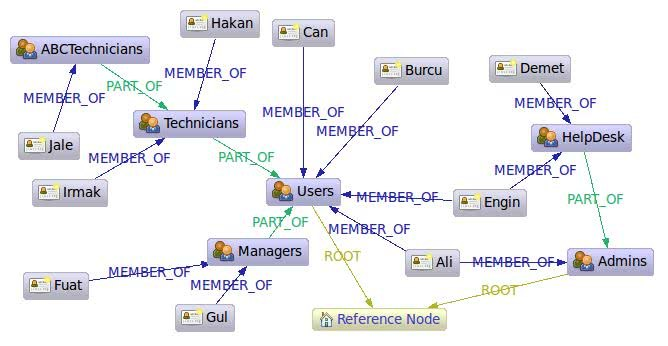 Hakan
Can
ABCTechnicians
Burcu
Demet
MEMBER_OF
PART_OF
MEMBER_OF
MEMBER_OF
MEMBER_OF
Technicians
MEMBER_OF
MEMBER_OF
HelpDesk
Jale
MEMBER_OF
PART_OF
MEMBER_OF
Irmak
Users
MEMBER_OF
Engin
PART_OF
PART_OF
MEMBER_OF
Managers
ROOT
Ali
MEMBER_OF
Admins
Fuat
MEMBER_OF
MEMBER_OF
ROOT
Gul
Reference Node